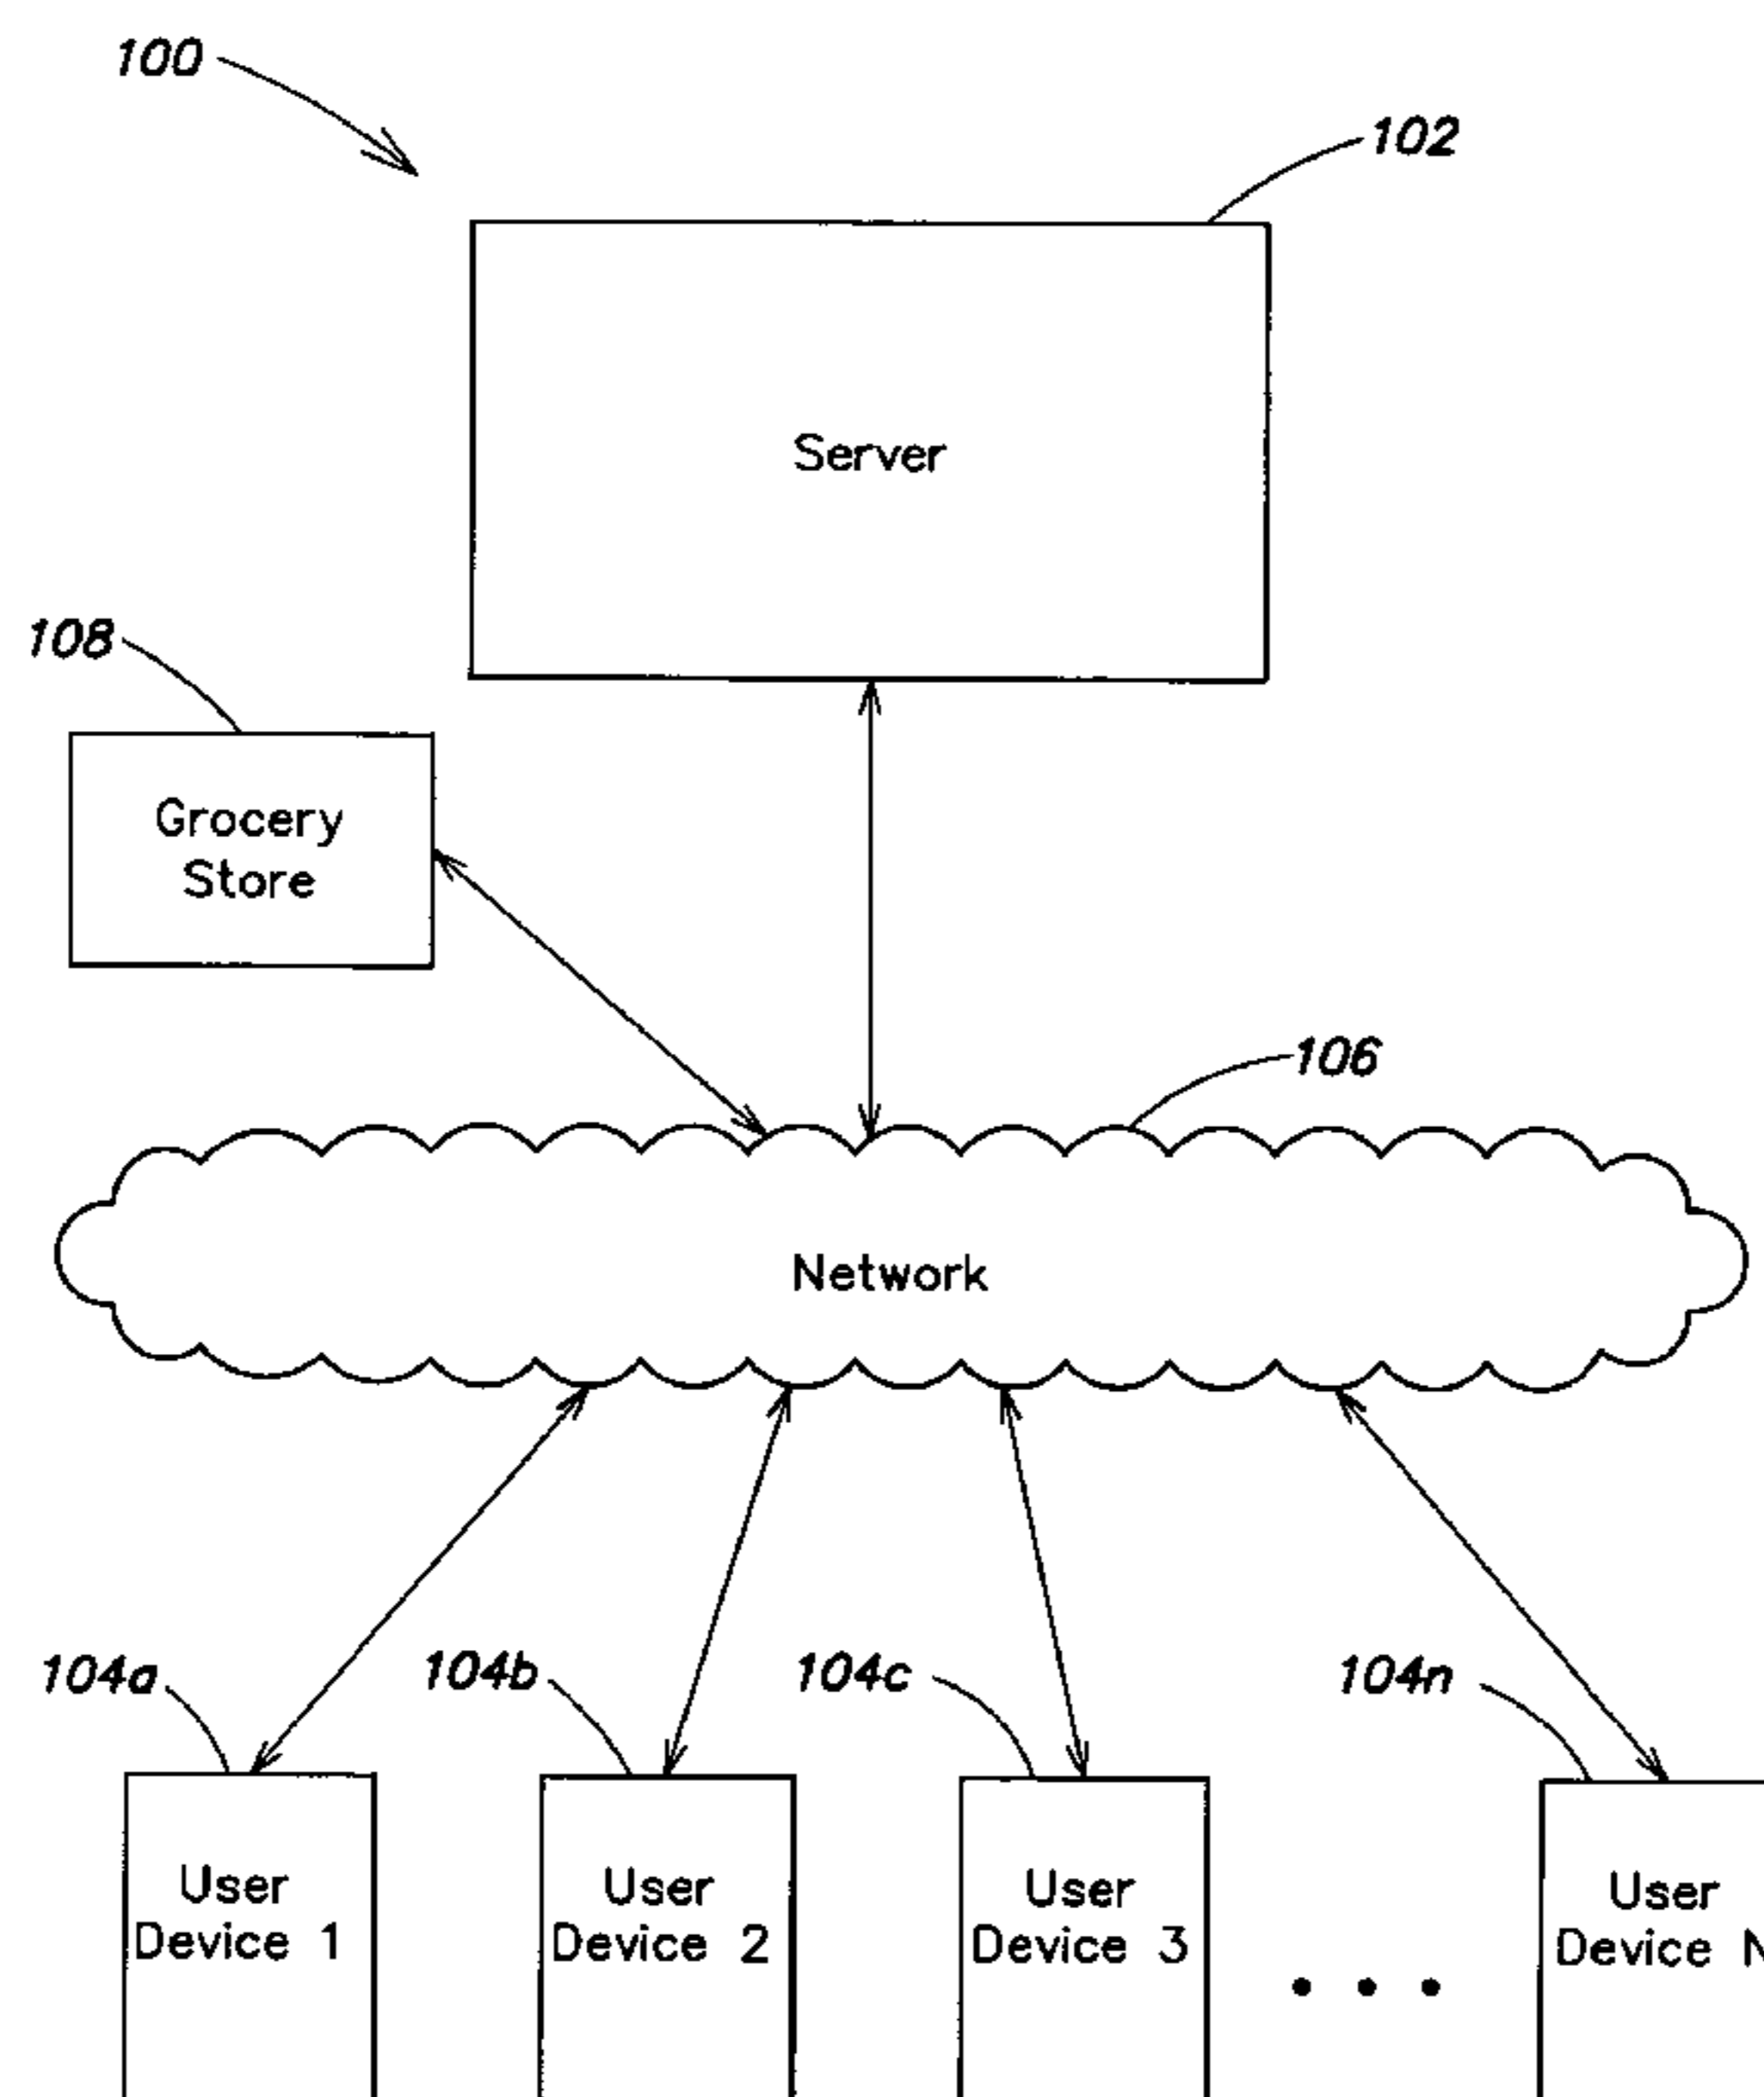 100
102
Server
108
Grocery
Store
106
Network
104a
104b
104c
104n
User
Device 1
User
Device 2
User
Device 3
User
Device N